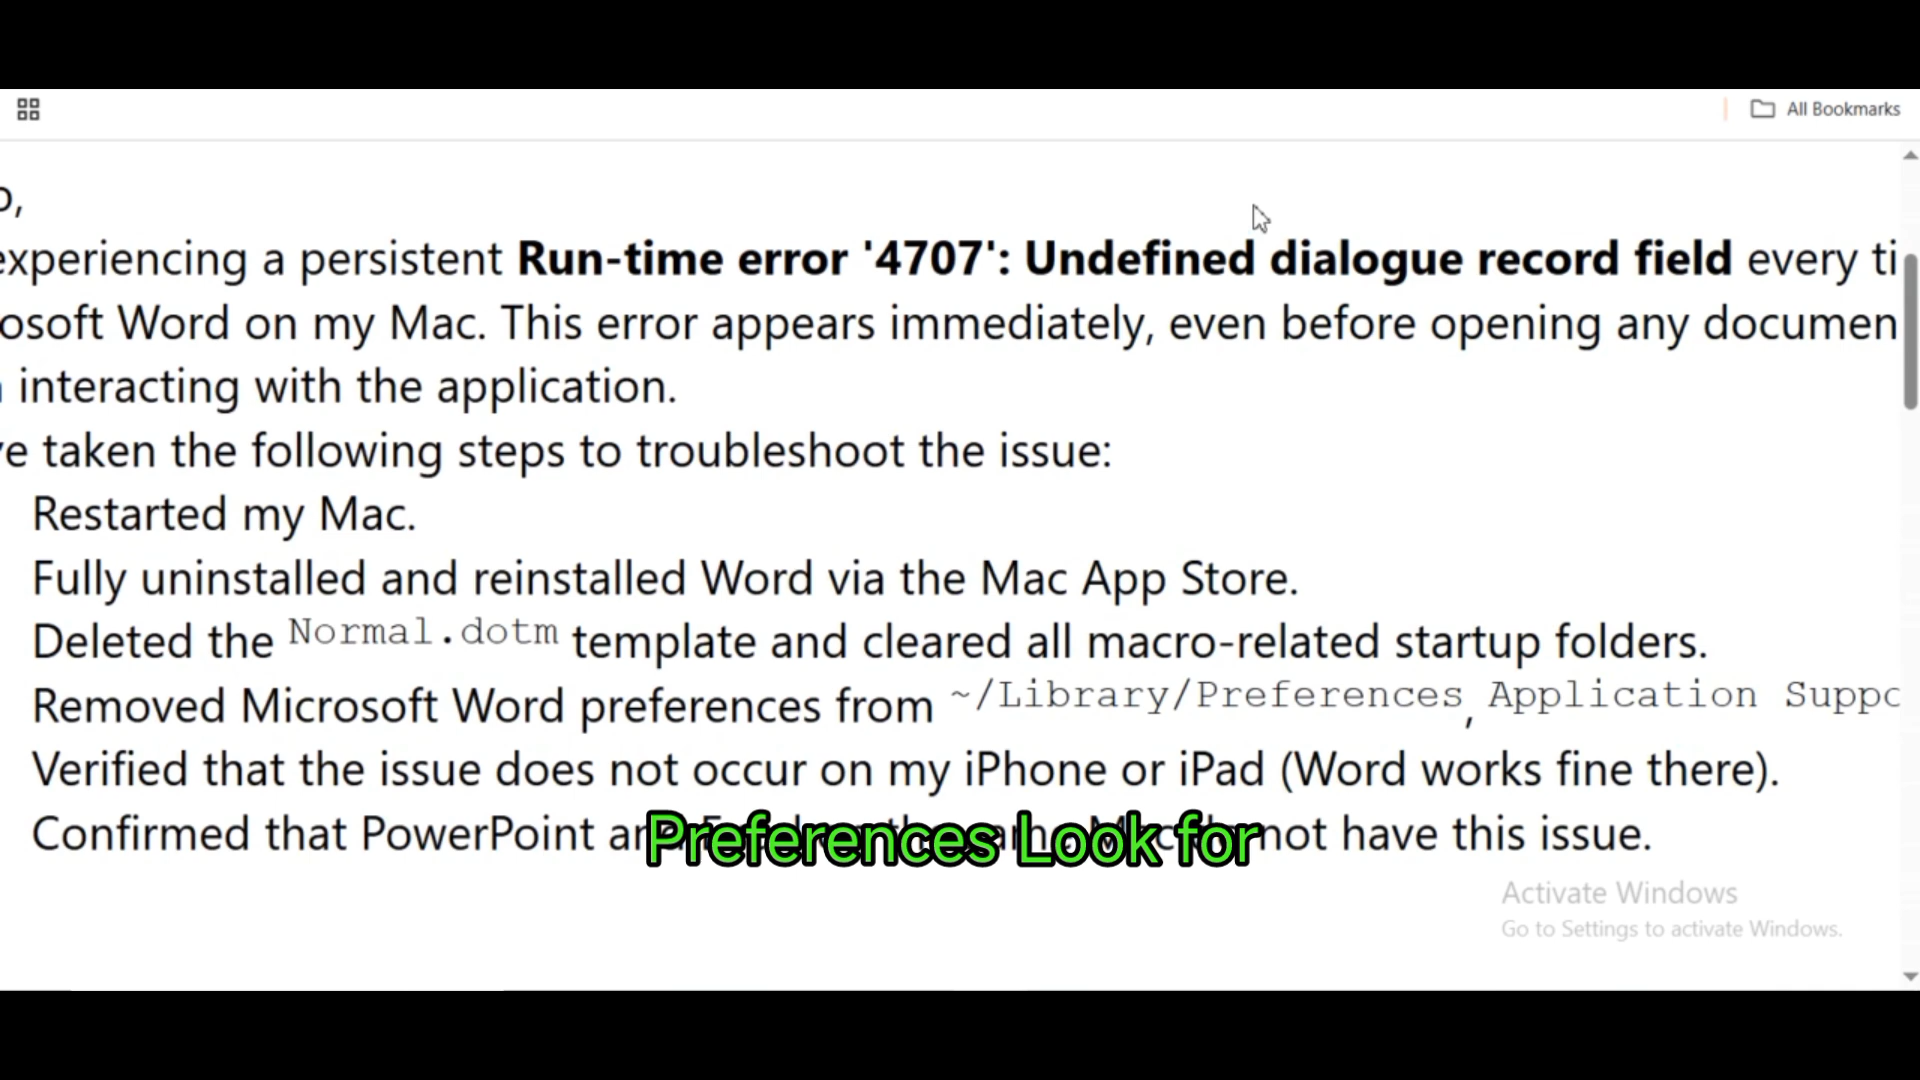 All Bookmarks
o,
experiencing a persistent Run-time error '4707': Undefined dialogue record field every ti
osoft Word on my Mac. This error appears immediately, even before opening any documen
interacting with the application.
ve taken the following steps to troubleshoot the issue:
Restarted my Mac.
Fully uninstalled and reinstalled Word via the Mac App Store.
Deleted the Normal.dotm template and cleared all macro-related startup folders.
Removed Microsoft Word preferences from ~/Library/Preferences, Application Suppo
Verified that the issue does not occur on my iPhone or iPad (Word works fine there).
Confirmed that PowerPoint not have this issue.
Preferences Look for
Activate Windows
Go to Settings to activate Windows.